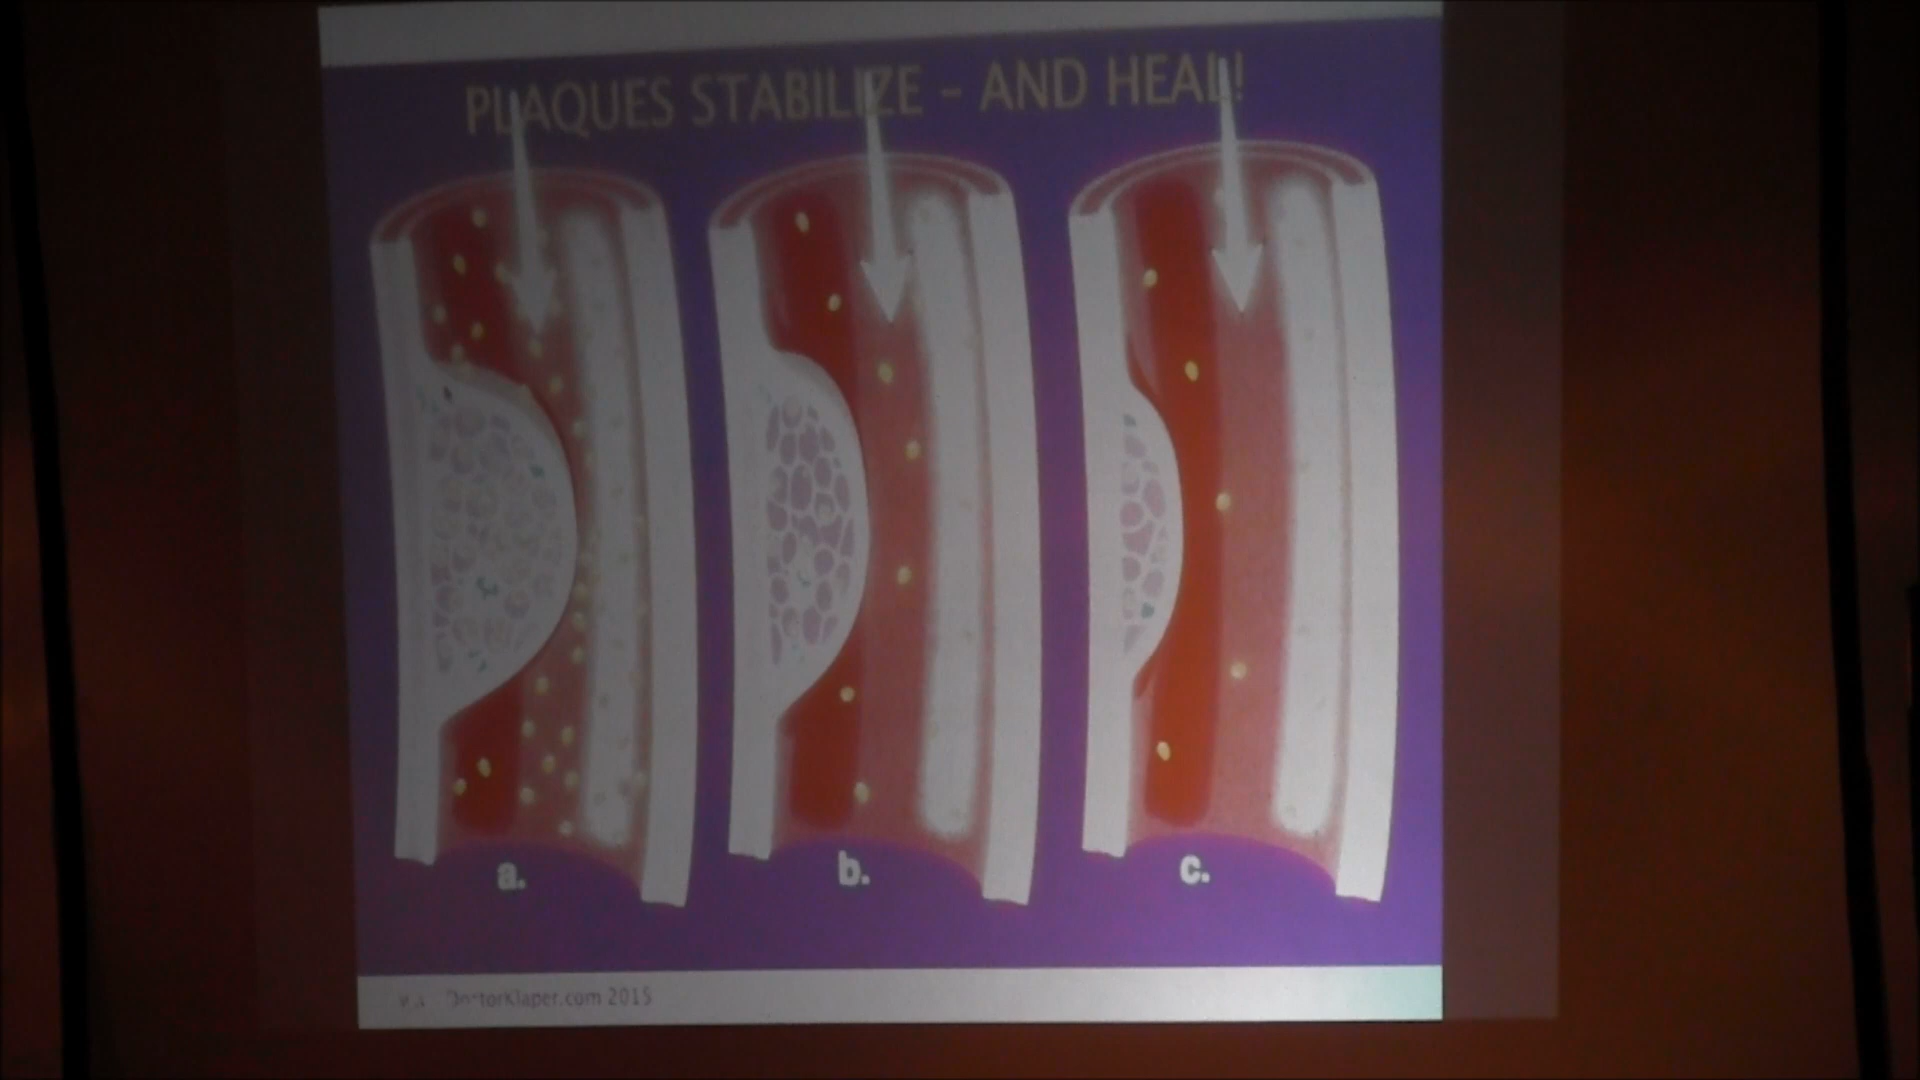 PLAQUES STABILIZE – AND HEAL!
a.
b.
c.
DoctorKlaper.com 2015